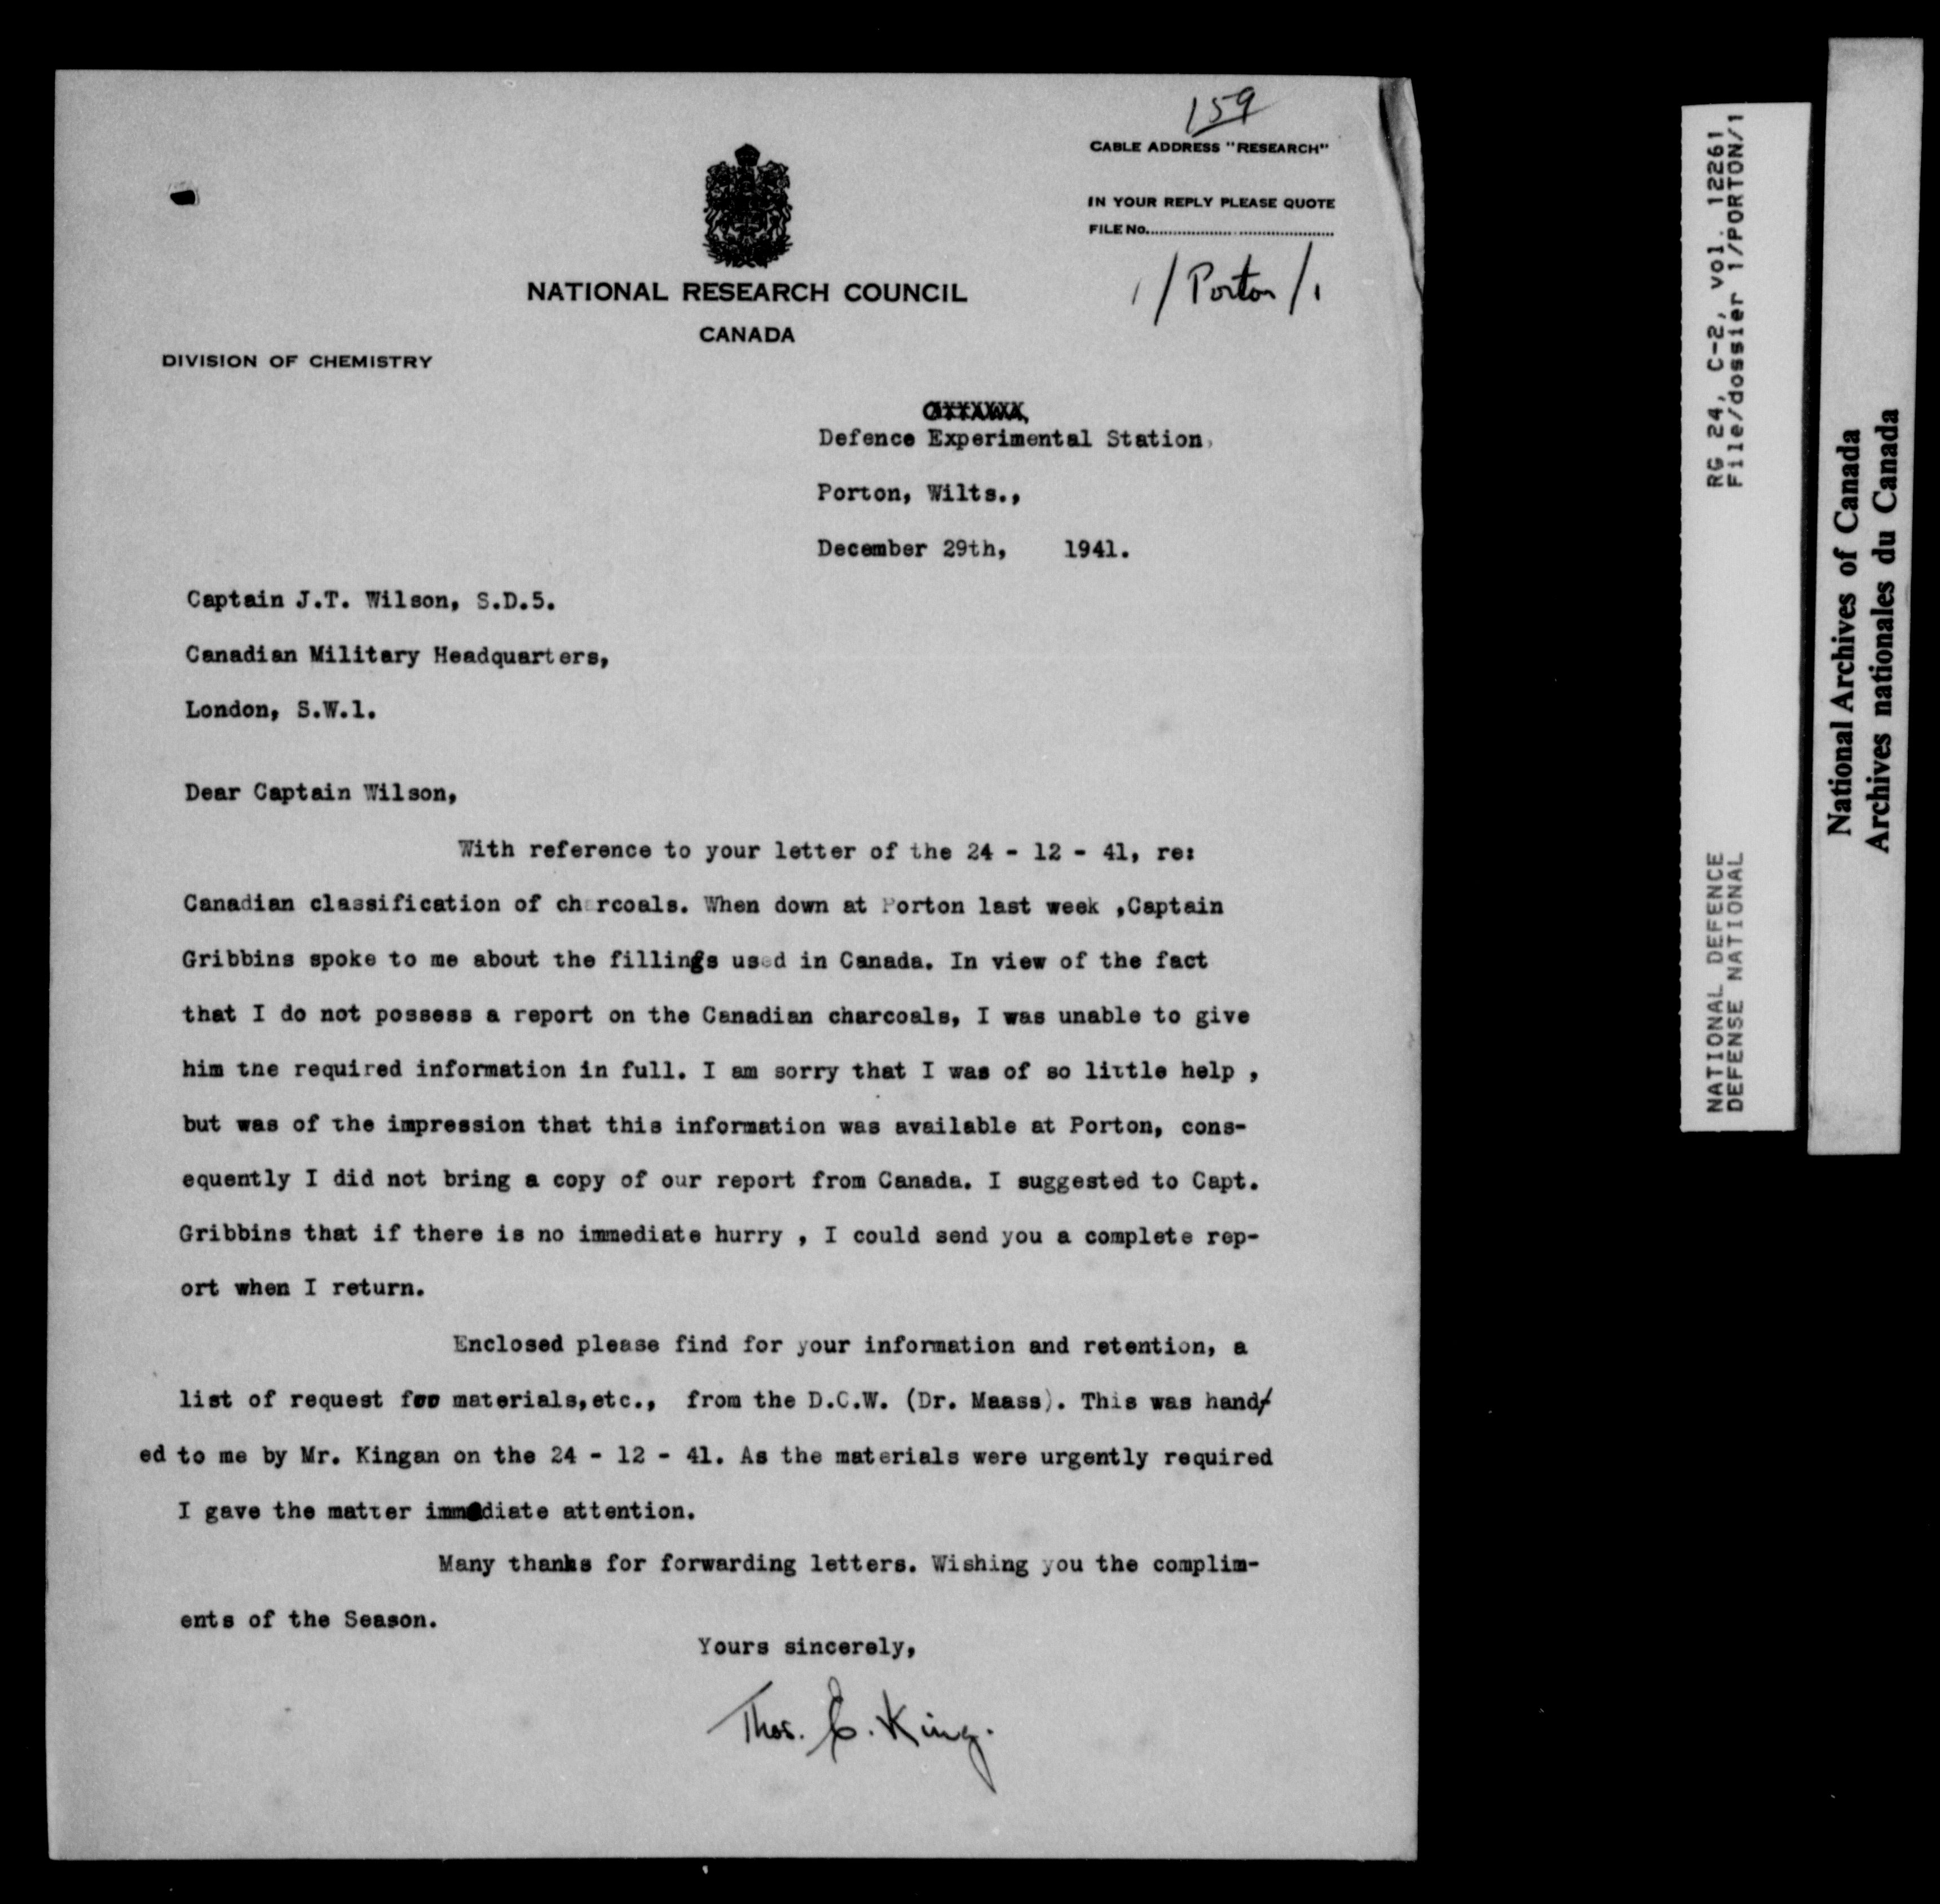 159
CABLE ADDRESS "RESEARCH"
IN YOUR REPLY PLEASE QUOTE
FILE No.
1/Porton/1
NATIONAL RESEARCH COUNCIL
CANADA
DIVISION OF CHEMISTRY
Defence Experimental Station,
Porton, Wilts.,
December 29th, 1941.
Captain J.T. Wilson, S.D.5.
Canadian Military Headquarters,
London, S.W.1.
Dear Captain Wilson,
With reference to your letter of the 24 - 12 - 41, re:
Canadian classification of ch rcoals. When down at Porton last week ,Captain
Gribbins spoke to me about the fillings used in Canada. In view of the fact
that I do not possess a report on the Canadian charcoals, I was unable to give
him the required information in full. I am sorry that I was of so little help ,
but was of the impression that this information was available at Porton, cons-
equently I did not bring a copy of our report from Canada. I suggested to Capt.
Gribbins that if there is no immediate hurry , I could send you a complete rep-
ort when I return.
Enclosed please find for your information and retention, a
list of request for materials,etc., from the D.C.W. (Dr. Maass). This was hand/
ed to me by Mr. Kingan on the 24 - 12 - 41. As the materials were urgently required
I gave the matter immediate attention.
Many thanks for forwarding letters. Wishing you the complim-
ents of the Season.
Yours sincerely,
Thos. E. King.
NATIONAL DEFENCE RG 24, C-2, vol. 12261
DEFENSE NATIONAL File/dossier 1/PORTON/1
National Archives of Canada
Archives nationales du Canada